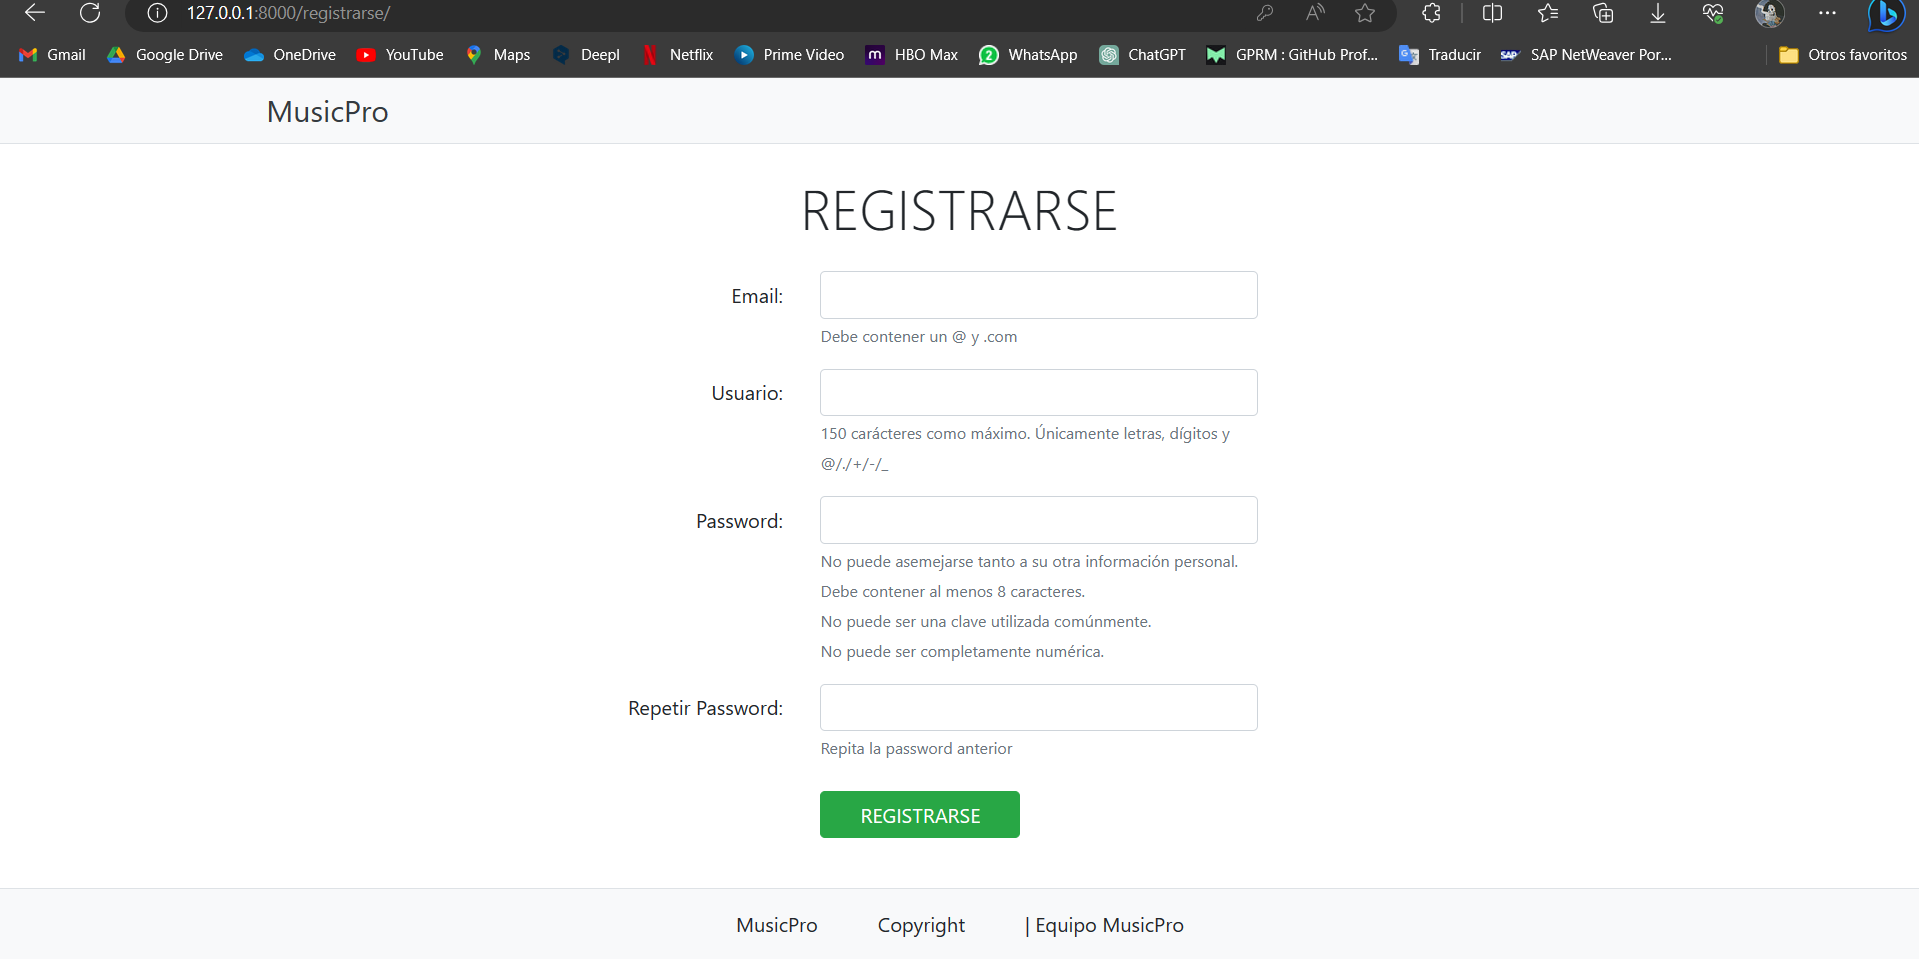 127.0.0.1:8000/registrarse/
Gmail Google Drive OneDrive YouTube Maps Deepl Netflix Prime Video HBO Max WhatsApp ChatGPT GPRM : GitHub Prof... Traducir SAP NetWeaver Por... Otros favoritos
MusicPro
REGISTRARSE
Email:
Debe contener un @ y .com
Usuario:
150 carácteres como máximo. Únicamente letras, dígitos y
@/./+/-/_
Password:
No puede asemejarse tanto a su otra información personal.
Debe contener al menos 8 caracteres.
No puede ser una clave utilizada comúnmente.
No puede ser completamente numérica.
Repetir Password:
Repita la password anterior
REGISTRARSE
MusicPro Copyright | Equipo MusicPro